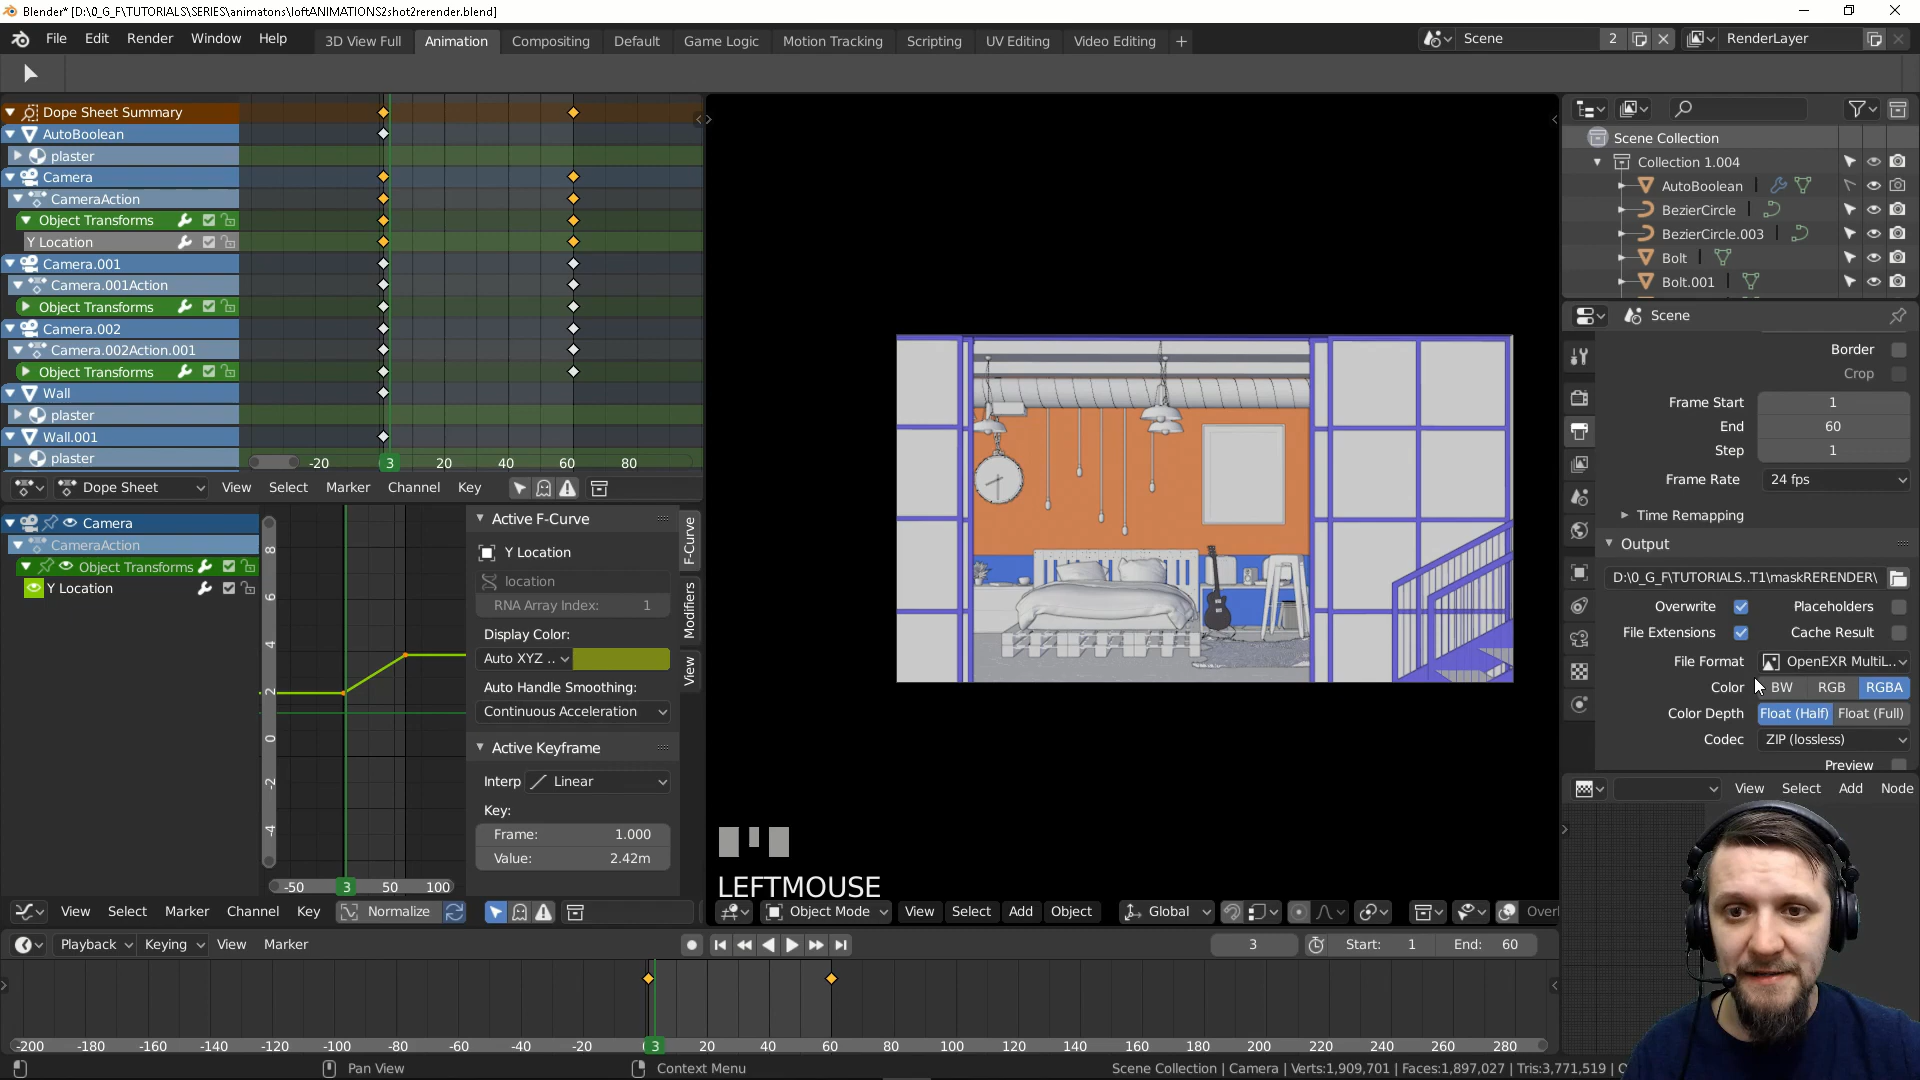 Blender* [D:\0_G_F\TUTORIALS\SERIES\animatons\loftANIMATIONS2shot2rerender.blend]
File Edit Render Window Help 3D View Full Animation Compositing Default Game Logic Motion Tracking Scripting UV Editing Video Editing + Scene 2 RenderLayer
Dope Sheet Summary
AutoBoolean
plaster
Camera
CameraAction
Object Transforms
Y Location
Camera.001
Camera.001Action
Object Transforms
Camera.002
Camera.002Action.001
Object Transforms
Wall
plaster
Wall.001
plaster
-20 3 20 40 60 80
Dope Sheet View Select Marker Channel Key
Camera
CameraAction
Object Transforms
Y Location
8
6
4
2
0
-2
-4
-50 3 50 100
Active F-Curve
Y Location
location
RNA Array Index: 1
Display Color:
Auto XYZ ..
Auto Handle Smoothing:
Continuous Acceleration
Active Keyframe
Interp Linear
Key:
Frame: 1.000
Value: 2.42m
F-Curve
Modifiers
View
View Select Marker Channel Key Normalize
LEFTMOUSE
Object Mode View Select Add Object Global Over
Scene Collection
Collection 1.004
AutoBoolean
BezierCircle
BezierCircle.003
Bolt
Bolt.001
Scene
Border
Crop
Frame Start 1
End 60
Step 1
Frame Rate 24 fps
Time Remapping
Output
D:\0_G_F\TUTORIALS..T1\maskRERENDER\
Overwrite Placeholders
File Extensions Cache Result
File Format OpenEXR MultiL..
Color BW RGB RGBA
Color Depth Float (Half) Float (Full)
Codec ZIP (lossless)
Preview
View Select Add Node
Playback Keying View Marker 3 Start: 1 End: 60
-200 -180 -160 -140 -120 -100 -80 -60 -40 -20 3 20 40 60 80 100 120 140 160 180 200 220 240 260 280
Pan View Context Menu Scene Collection | Camera | Verts:1,909,701 | Faces:1,897,027 | Tris:3,771,519 |